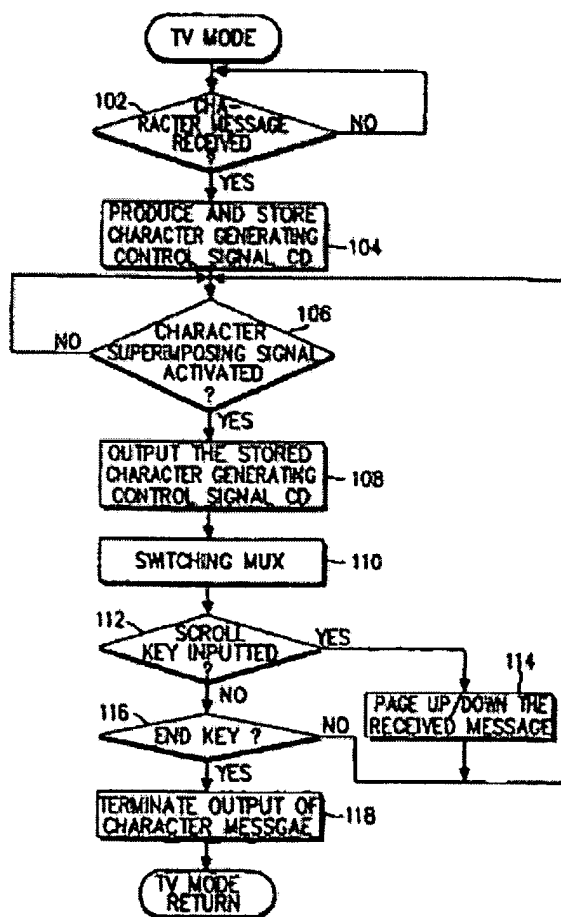 TV MODE
102
CHA-
RACTER MESSAGE
RECEIVED
?
NO
YES
PRODUCE AND STORE
CHARACTER GENERATING
CONTROL SIGNAL CD
104
106
CHARACTER
SUPERIMPOSING SIGNAL
ACTIVATED
?
NO
YES
OUTPUT THE STORED
CHARACTER GENERATING
CONTROL SIGNAL CD
108
SWITCHING MUX
110
112
SCROLL
KEY INPUTTED
?
YES
NO
114
PAGE UP/DOWN THE
RECEIVED MESSAGE
116
END KEY ?
NO
YES
TERMINATE OUTPUT OF
CHARACTER MESSGAE
118
TV MODE
RETURN